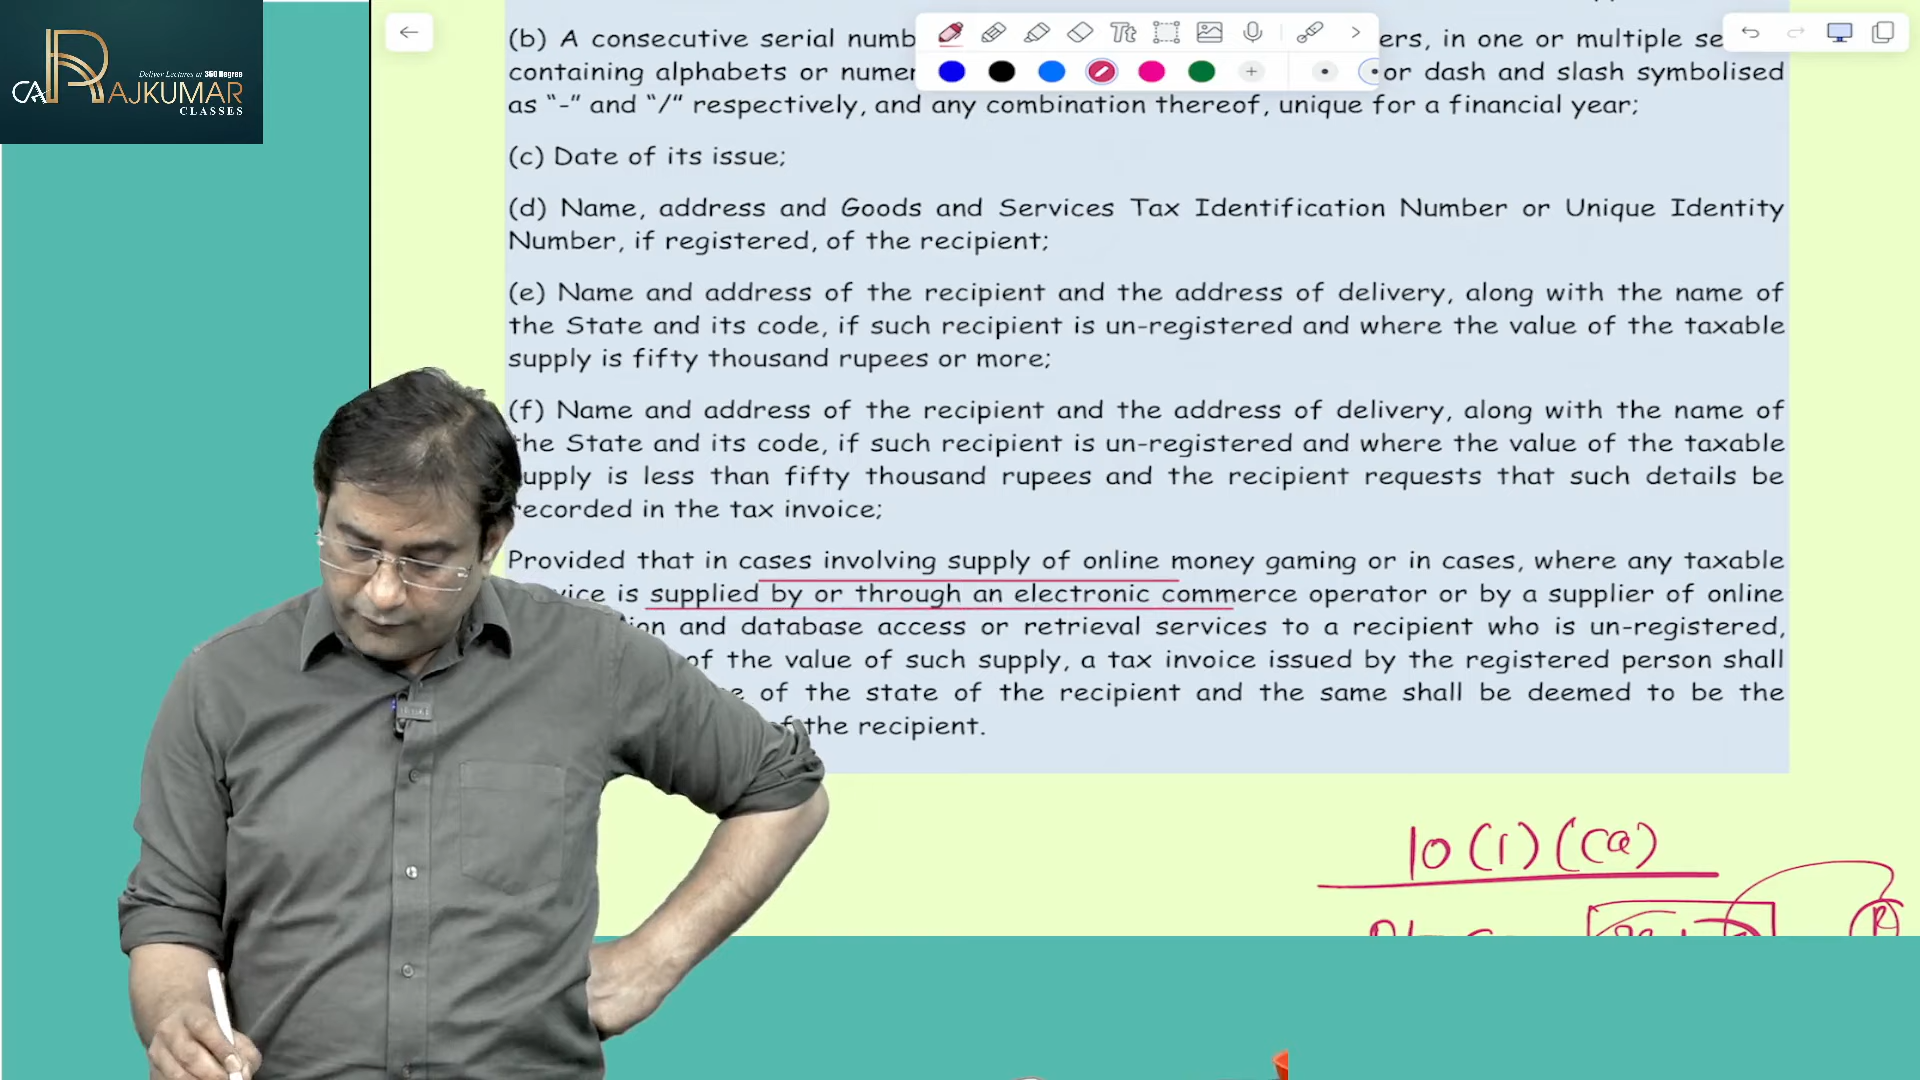 Deliver Lectures at 360 Degree
CA RAJKUMAR
CLASSES
(b) A consecutive serial numb ers, in one or multiple se
containing alphabets or numer or dash and slash symbolised
as “-” and “/” respectively, and any combination thereof, unique for a financial year;
(c) Date of its issue;
(d) Name, address and Goods and Services Tax Identification Number or Unique Identity
Number, if registered, of the recipient;
(e) Name and address of the recipient and the address of delivery, along with the name of
the State and its code, if such recipient is un-registered and where the value of the taxable
supply is fifty thousand rupees or more;
(f) Name and address of the recipient and the address of delivery, along with the name of
the State and its code, if such recipient is un-registered and where the value of the taxable
upply is less than fifty thousand rupees and the recipient requests that such details be
recorded in the tax invoice;
Provided that in cases involving supply of online money gaming or in cases, where any taxable
vice is supplied by or through an electronic commerce operator or by a supplier of online
ion and database access or retrieval services to a recipient who is un-registered,
of the value of such supply, a tax invoice issued by the registered person shall
e of the state of the recipient and the same shall be deemed to be the
of the recipient.
10 (1) (ca)